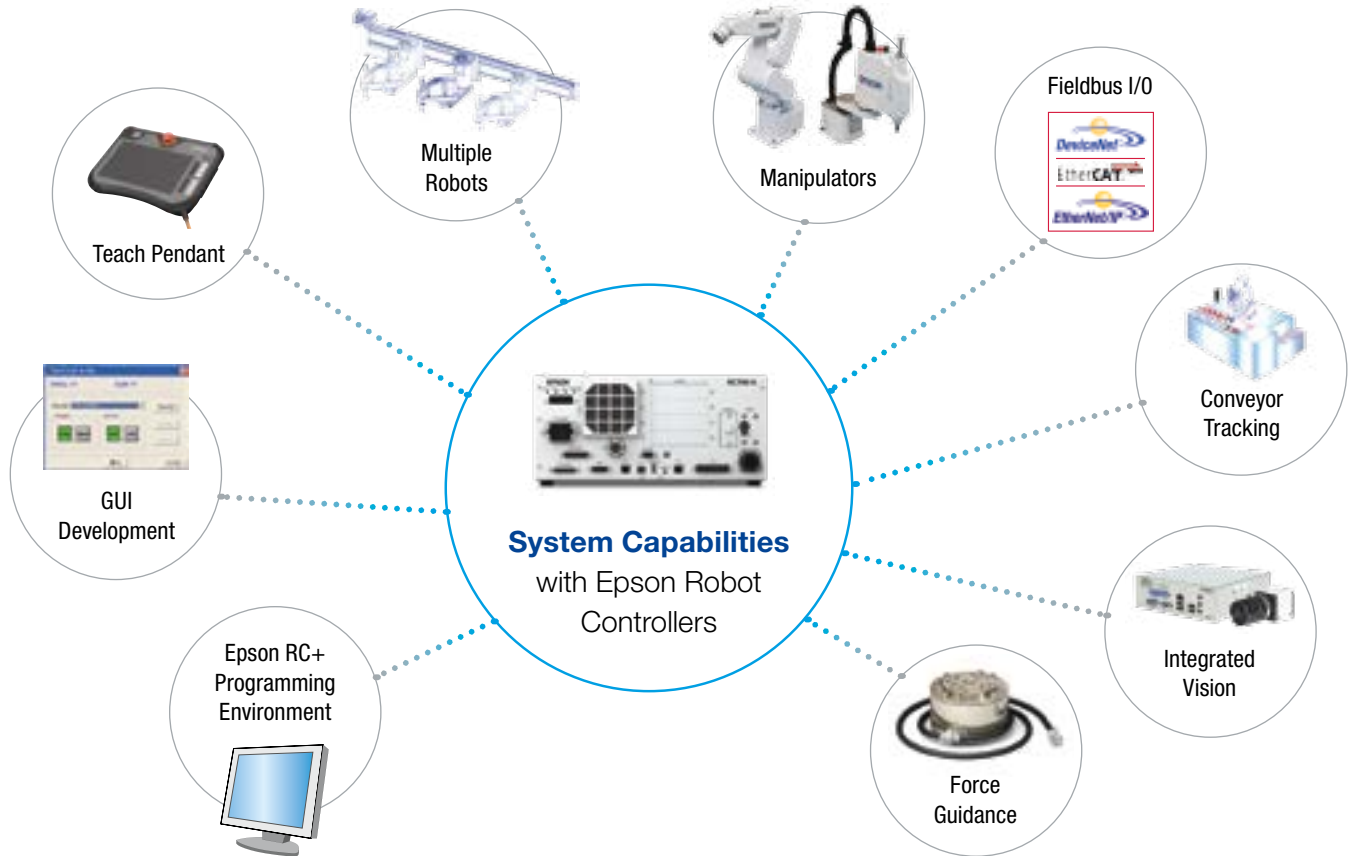 Multiple
Robots
Manipulators
Fieldbus I/0
DeviceNet
EtherCAT
EtherNet/IP
Teach Pendant
Conveyor
Tracking
GUI
Development
EPSON
System Capabilities
with Epson Robot
Controllers
Integrated
Vision
Epson RC+
Programming
Environment
Force
Guidance